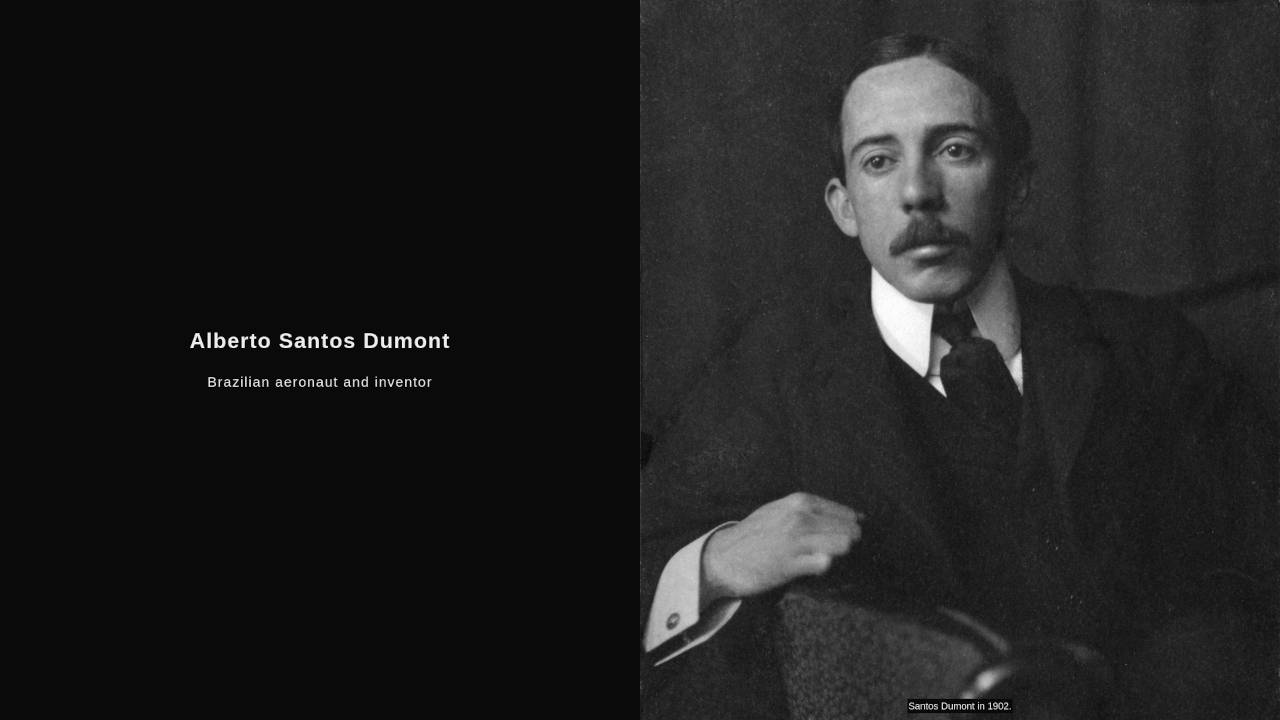 Alberto Santos Dumont
Brazilian aeronaut and inventor
Santos Dumont in 1902.